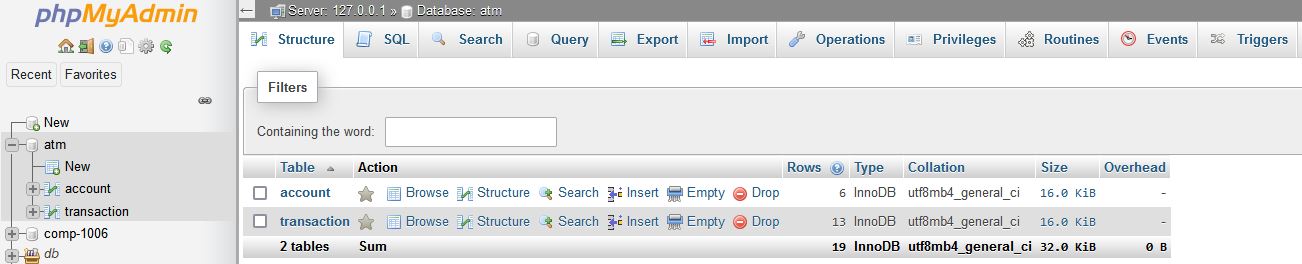 phpMyAdmin
Recent Favorites
New
atm
New
account
transaction
comp-1006
db
Server: 127.0.0.1 » Database: atm
Structure SQL Search Query Export Import Operations Privileges Routines Events Triggers
Filters
Containing the word:
Table Action Rows Type Collation Size Overhead
account Browse Structure Search Insert Empty Drop 6 InnoDB utf8mb4_general_ci 16.0 KiB -
transaction Browse Structure Search Insert Empty Drop 13 InnoDB utf8mb4_general_ci 16.0 KiB -
2 tables Sum 19 InnoDB utf8mb4_general_ci 32.0 KiB 0 B